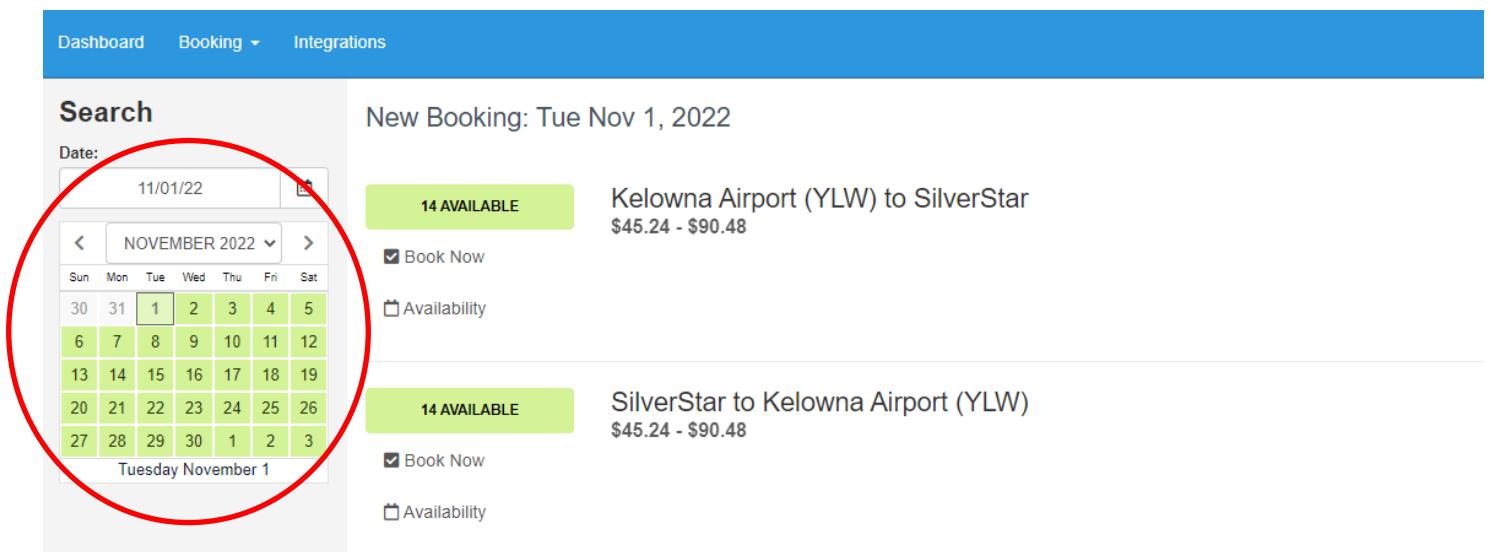 Dashboard Booking Integrations
Search
Date:
11/01/22
NOVEMBER 2022
Sun Mon Tue Wed Thu Fri Sat
30 31 1 2 3 4 5
6 7 8 9 10 11 12
13 14 15 16 17 18 19
20 21 22 23 24 25 26
27 28 29 30 1 2 3
Tuesday November 1
New Booking: Tue Nov 1, 2022
14 AVAILABLE
Kelowna Airport (YLW) to SilverStar
$45.24 - $90.48
Book Now
Availability
14 AVAILABLE
SilverStar to Kelowna Airport (YLW)
$45.24 - $90.48
Book Now
Availability